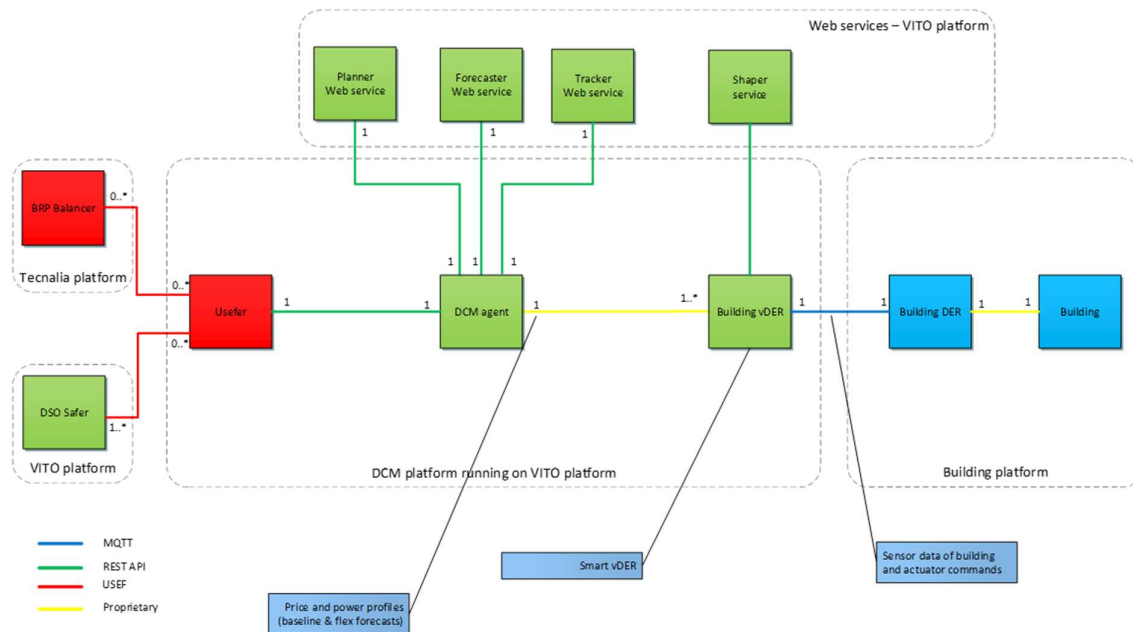 Web services – VITO platform
Planner
Web service
Forecaster
Web service
Tracker
Web service
Shaper
service
1
1
1
BRP Balancer
0..*
Tecnalia platform
0..*
Usefer
0..*
1
1
1
1
1
DCM agent
1
1..*
Building vDER
1
1
Building DER
1
1
Building
DSO Safer
1..*
VITO platform
DCM platform running on VITO platform
Building platform
MQTT
REST API
USEF
Proprietary
Price and power profiles
(baseline & flex forecasts)
Smart vDER
Sensor data of building
and actuator commands